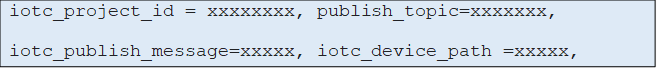 iotc_project_id = xxxxxxxx, publish_topic=xxxxxxx,
iotc_publish_message=xxxxx, iotc_device_path =xxxxx,